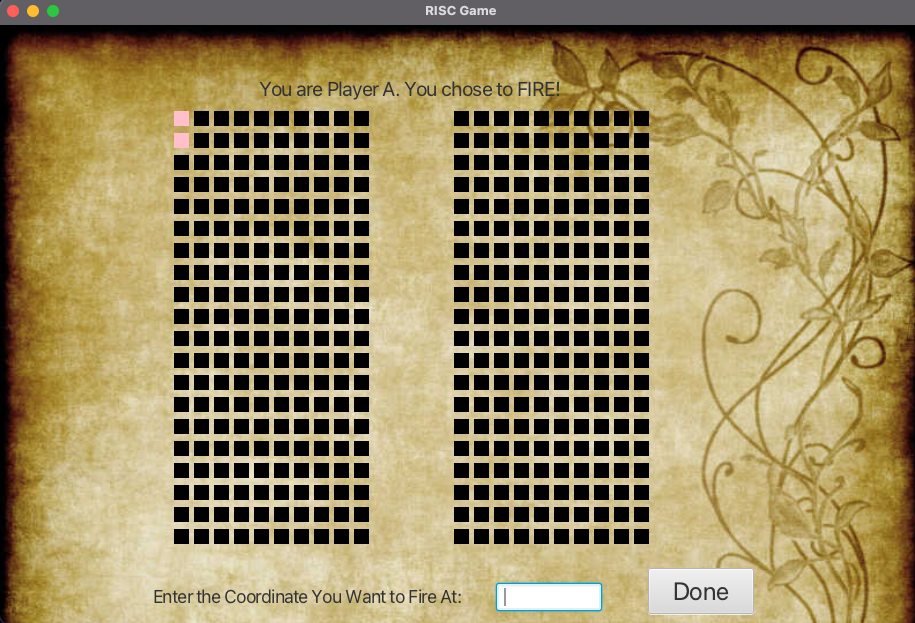 RISC Game
You are Player A. You chose to FIRE!
Enter the Coordinate You Want to Fire At:
Done